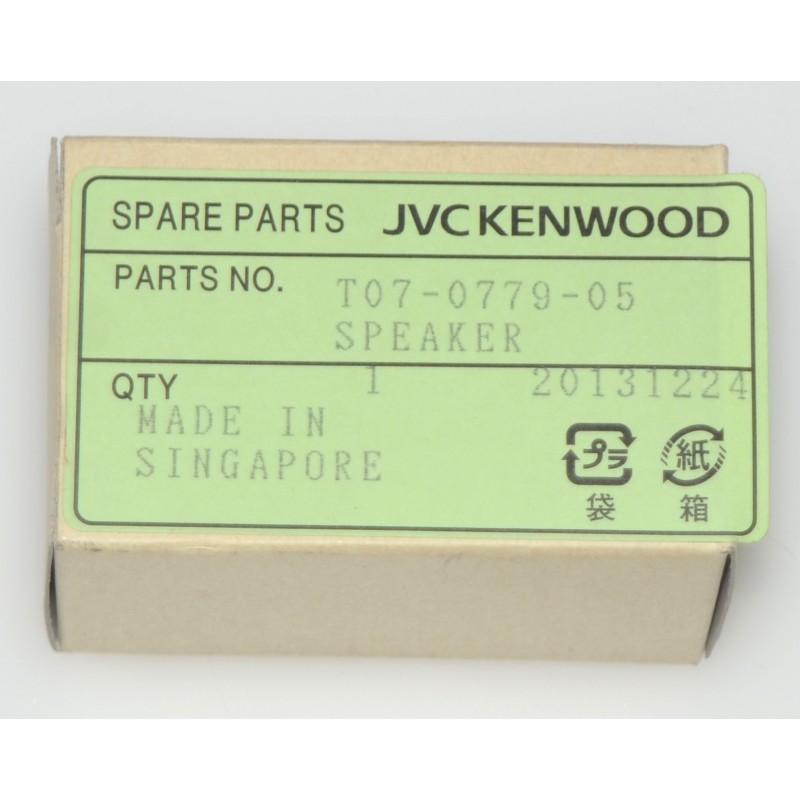 SPARE PARTS JVCKENWOOD
PARTS NO. T07-0779-05
SPEAKER
QTY 1 20131224
MADE IN
SINGAPORE
プラ 紙
袋 箱